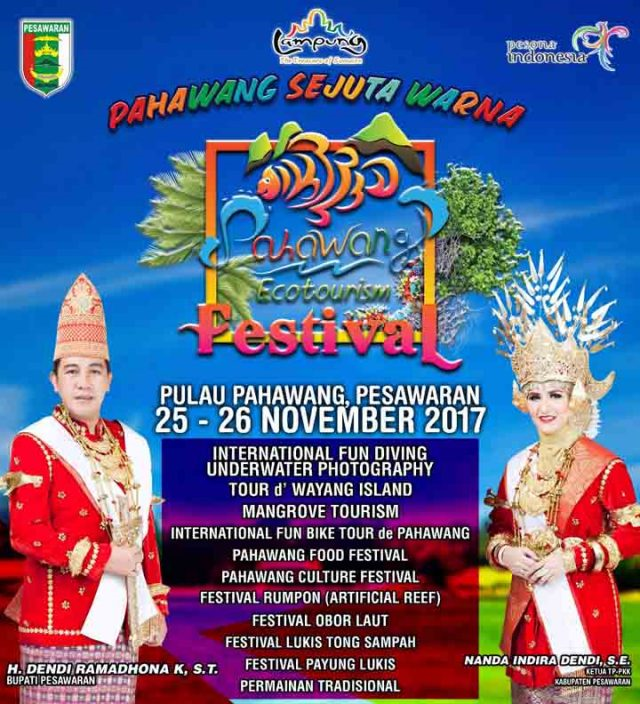 PESAWARAN
Lampung
The Treasure of Sumatra
pesona
indonesia
PAHAWANG SEJUTA WARNA
Pahawang
Ecotourism
Festival
PULAU PAHAWANG, PESAWARAN
25 - 26 NOVEMBER 2017
INTERNATIONAL FUN DIVING
UNDERWATER PHOTOGRAPHY
TOUR d' WAYANG ISLAND
MANGROVE TOURISM
INTERNATIONAL FUN BIKE TOUR de PAHAWANG
PAHAWANG FOOD FESTIVAL
PAHAWANG CULTURE FESTIVAL
FESTIVAL RUMPON (ARTIFICIAL REEF)
FESTIVAL OBOR LAUT
FESTIVAL LUKIS TONG SAMPAH
FESTIVAL PAYUNG LUKIS
PERMAINAN TRADISIONAL
H. DENDI RAMADHONA K, S.T.
BUPATI PESAWARAN
NANDA INDIRA DENDI, S.E.
KETUA TP-PKK
KABUPATEN PESAWARAN